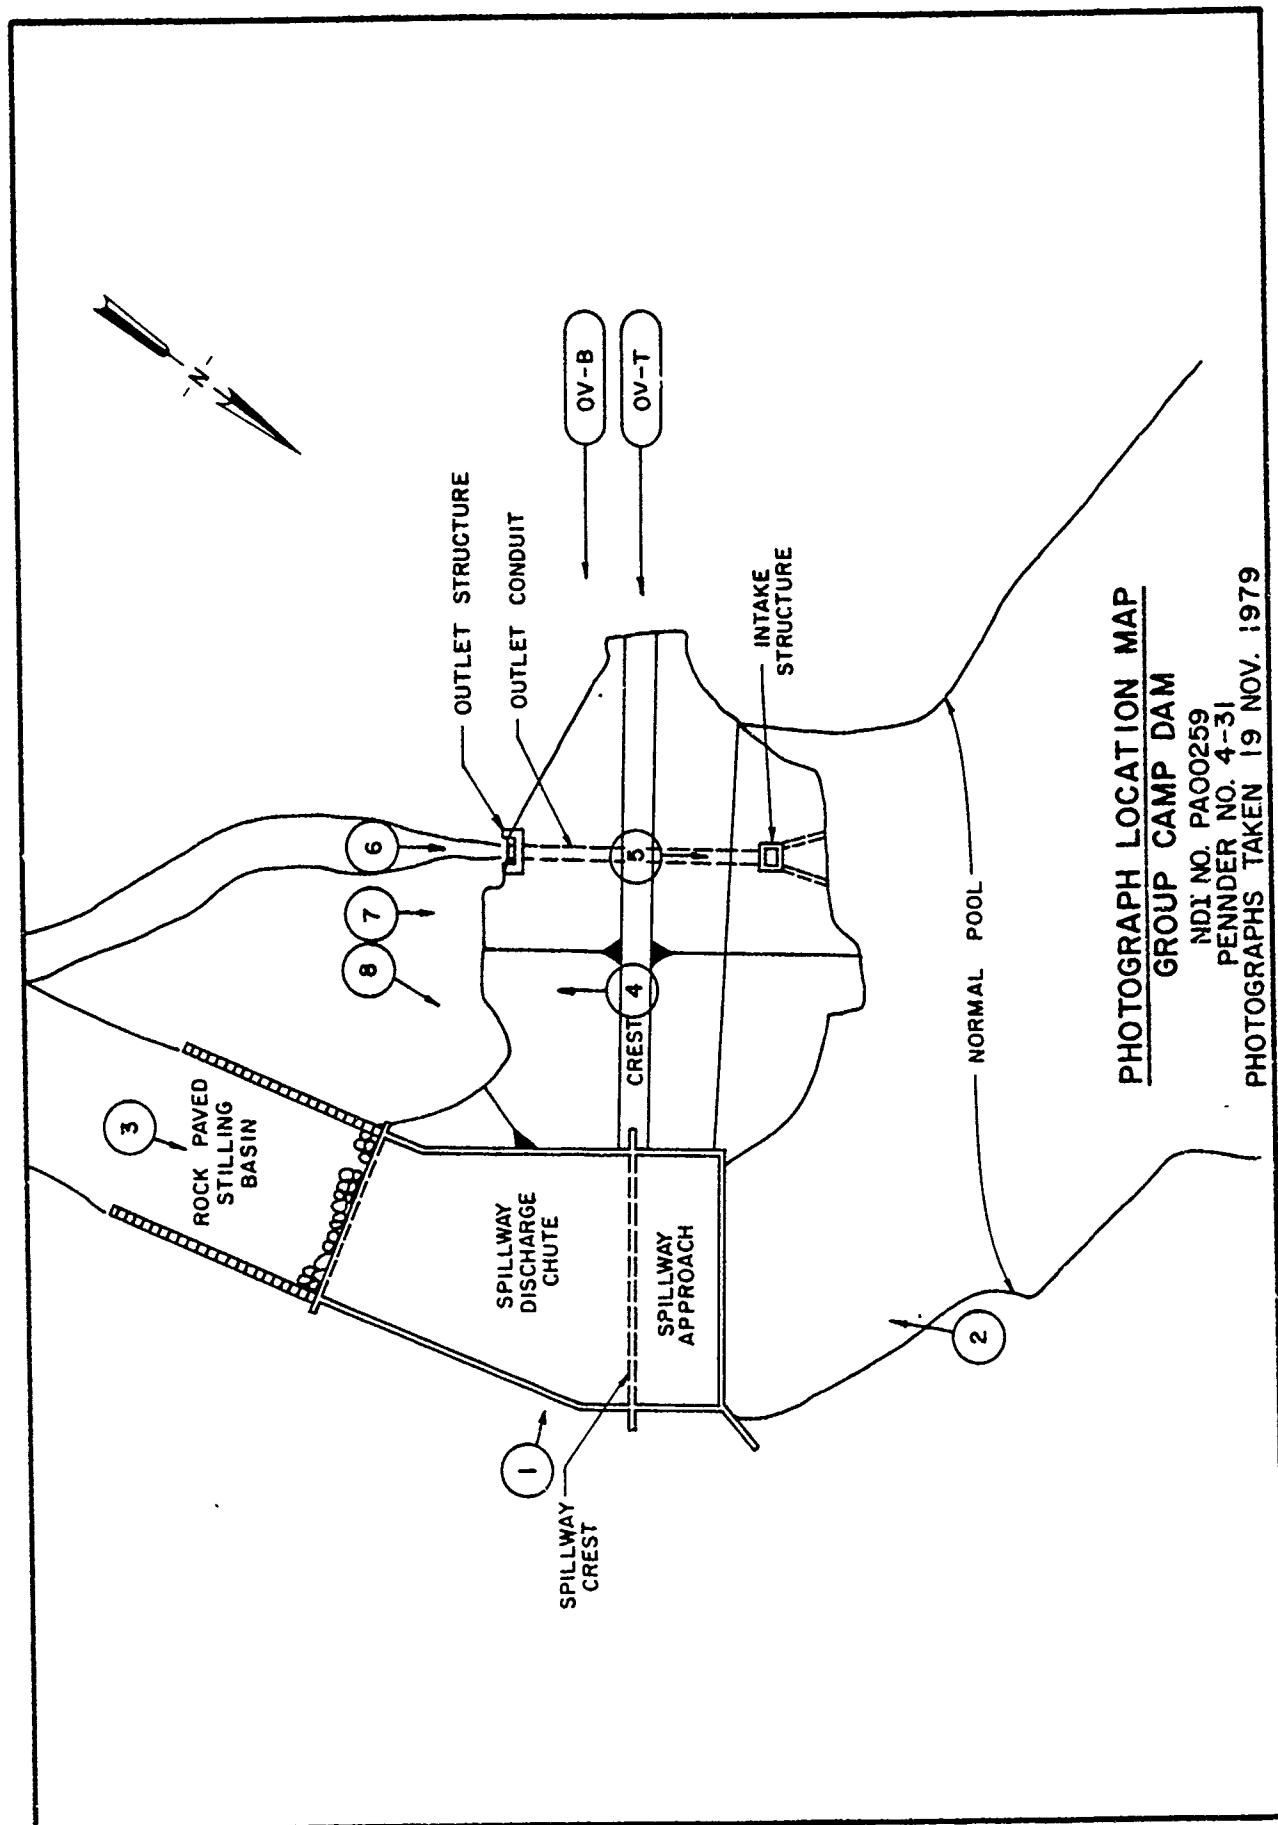 3
ROCK PAVED
STILLING
BASIN
-N-
6
7
8
OUTLET STRUCTURE
OUTLET CONDUIT
OV-B
OV-T
SPILLWAY
DISCHARGE
CHUTE
CREST
4
5
1
SPILLWAY
CREST
SPILLWAY
APPROACH
INTAKE
STRUCTURE
2
NORMAL POOL
PHOTOGRAPH LOCATION MAP
GROUP CAMP DAM
NDI NO. PA00259
PENNDER NO. 4-31
PHOTOGRAPHS TAKEN 19 NOV. 1979